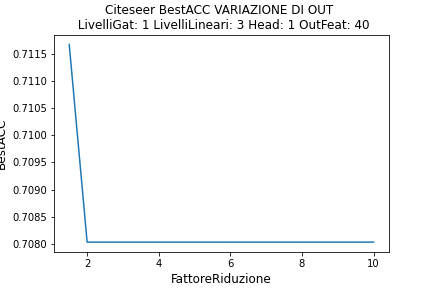 Citeseer BestACC VARIAZIONE DI OUT
LivelliGat: 1 LivelliLineari: 3 Head: 1 OutFeat: 40
0.7115
0.7110
0.7105
0.7100
0.7095
0.7090
0.7085
0.7080
BestACC
2 4 6 8 10
FattoreRiduzione